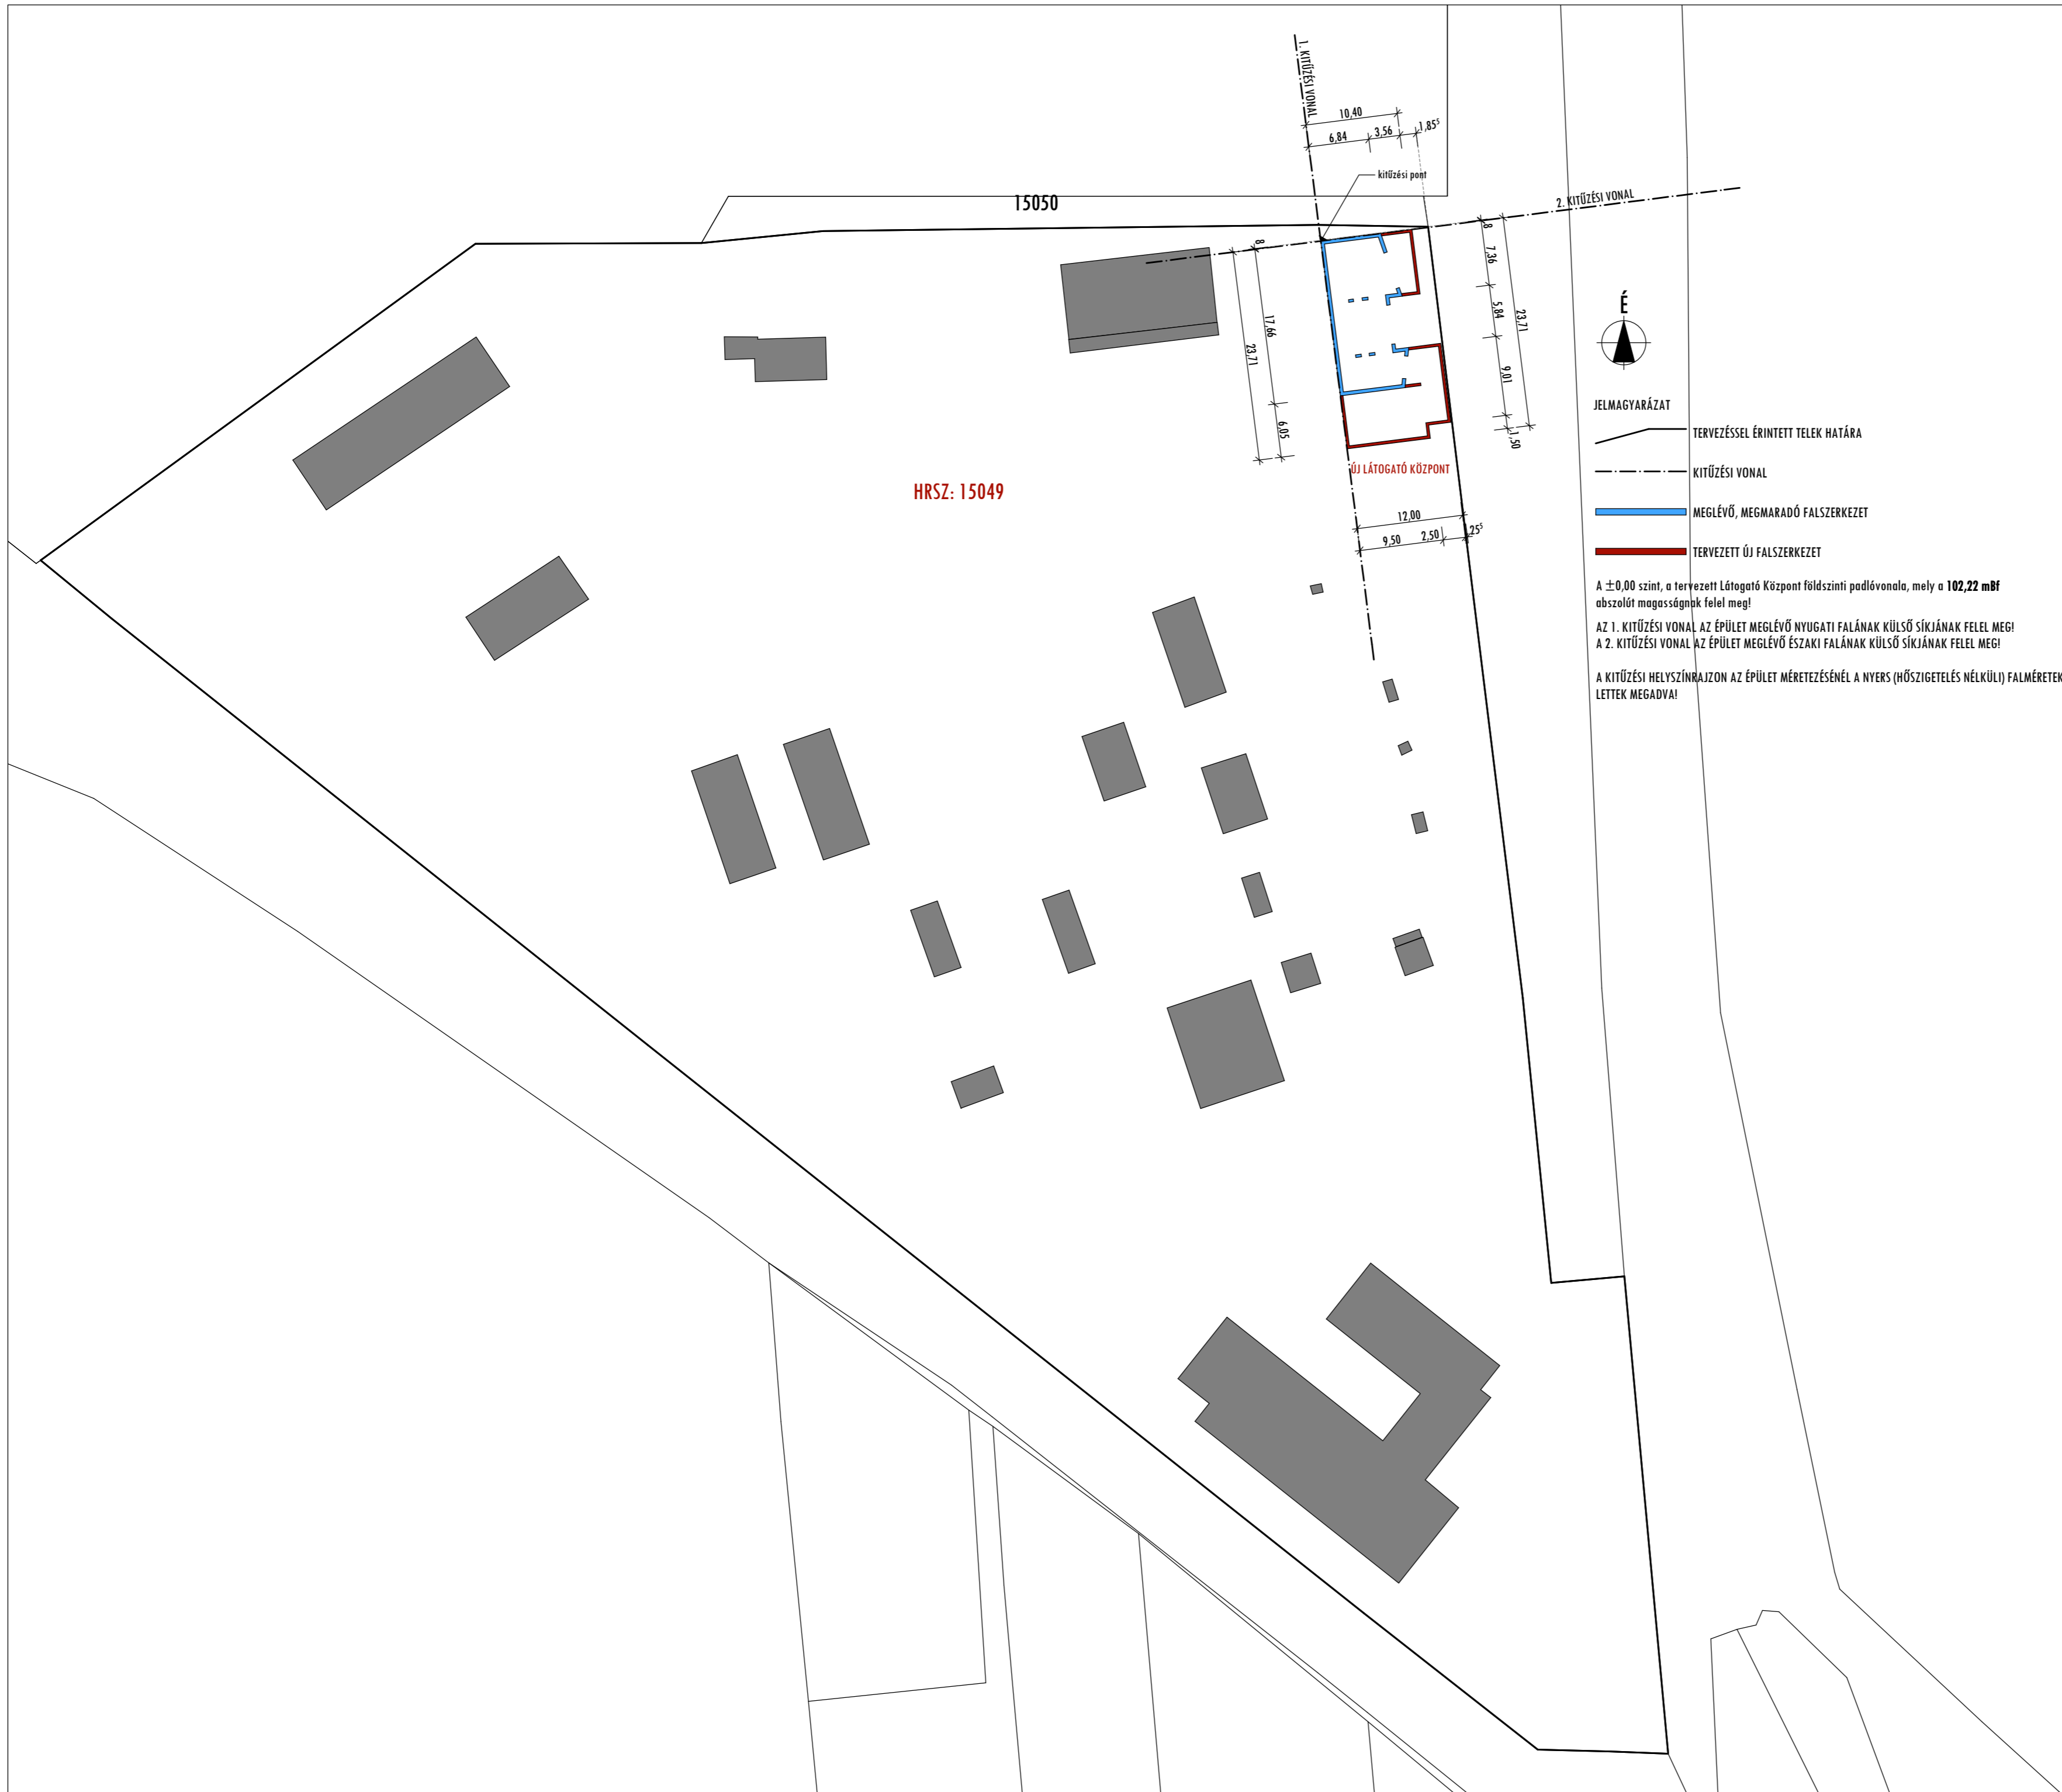 1. KITŰZÉSI VONAL
10,40
6,84
3,56
1,85⁵
kitűzési pont
2. KITŰZÉSI VONAL
15050
8
17,66
23,71
6,05
8
7,36
5,84
23,71
9,01
1,50
É
HRSZ: 15049
ÚJ LÁTOGATÓ KÖZPONT
12,00
9,50
2,50
25⁵
JELMAGYARÁZAT
TERVEZÉSSEL ÉRINTETT TELEK HATÁRA
KITŰZÉSI VONAL
MEGLÉVŐ, MEGMARADÓ FALSZERKEZET
TERVEZETT ÚJ FALSZERKEZET
A ±0,00 szint, a tervezett Látogató Központ földszinti padlóvonala, mely a 102,22 mBf
abszolút magasságnak felel meg!
AZ 1. KITŰZÉSI VONAL AZ ÉPÜLET MEGLÉVŐ NYUGATI FALÁNAK KÜLSŐ SÍKJÁNAK FELEL MEG!
A 2. KITŰZÉSI VONAL AZ ÉPÜLET MEGLÉVŐ ÉSZAKI FALÁNAK KÜLSŐ SÍKJÁNAK FELEL MEG!
A KITŰZÉSI HELYSZÍNRAJZON AZ ÉPÜLET MÉRETEZÉSÉNÉL A NYERS (HŐSZIGETELÉS NÉLKÜLI) FALMÉRETEK
LETTEK MEGADVA!